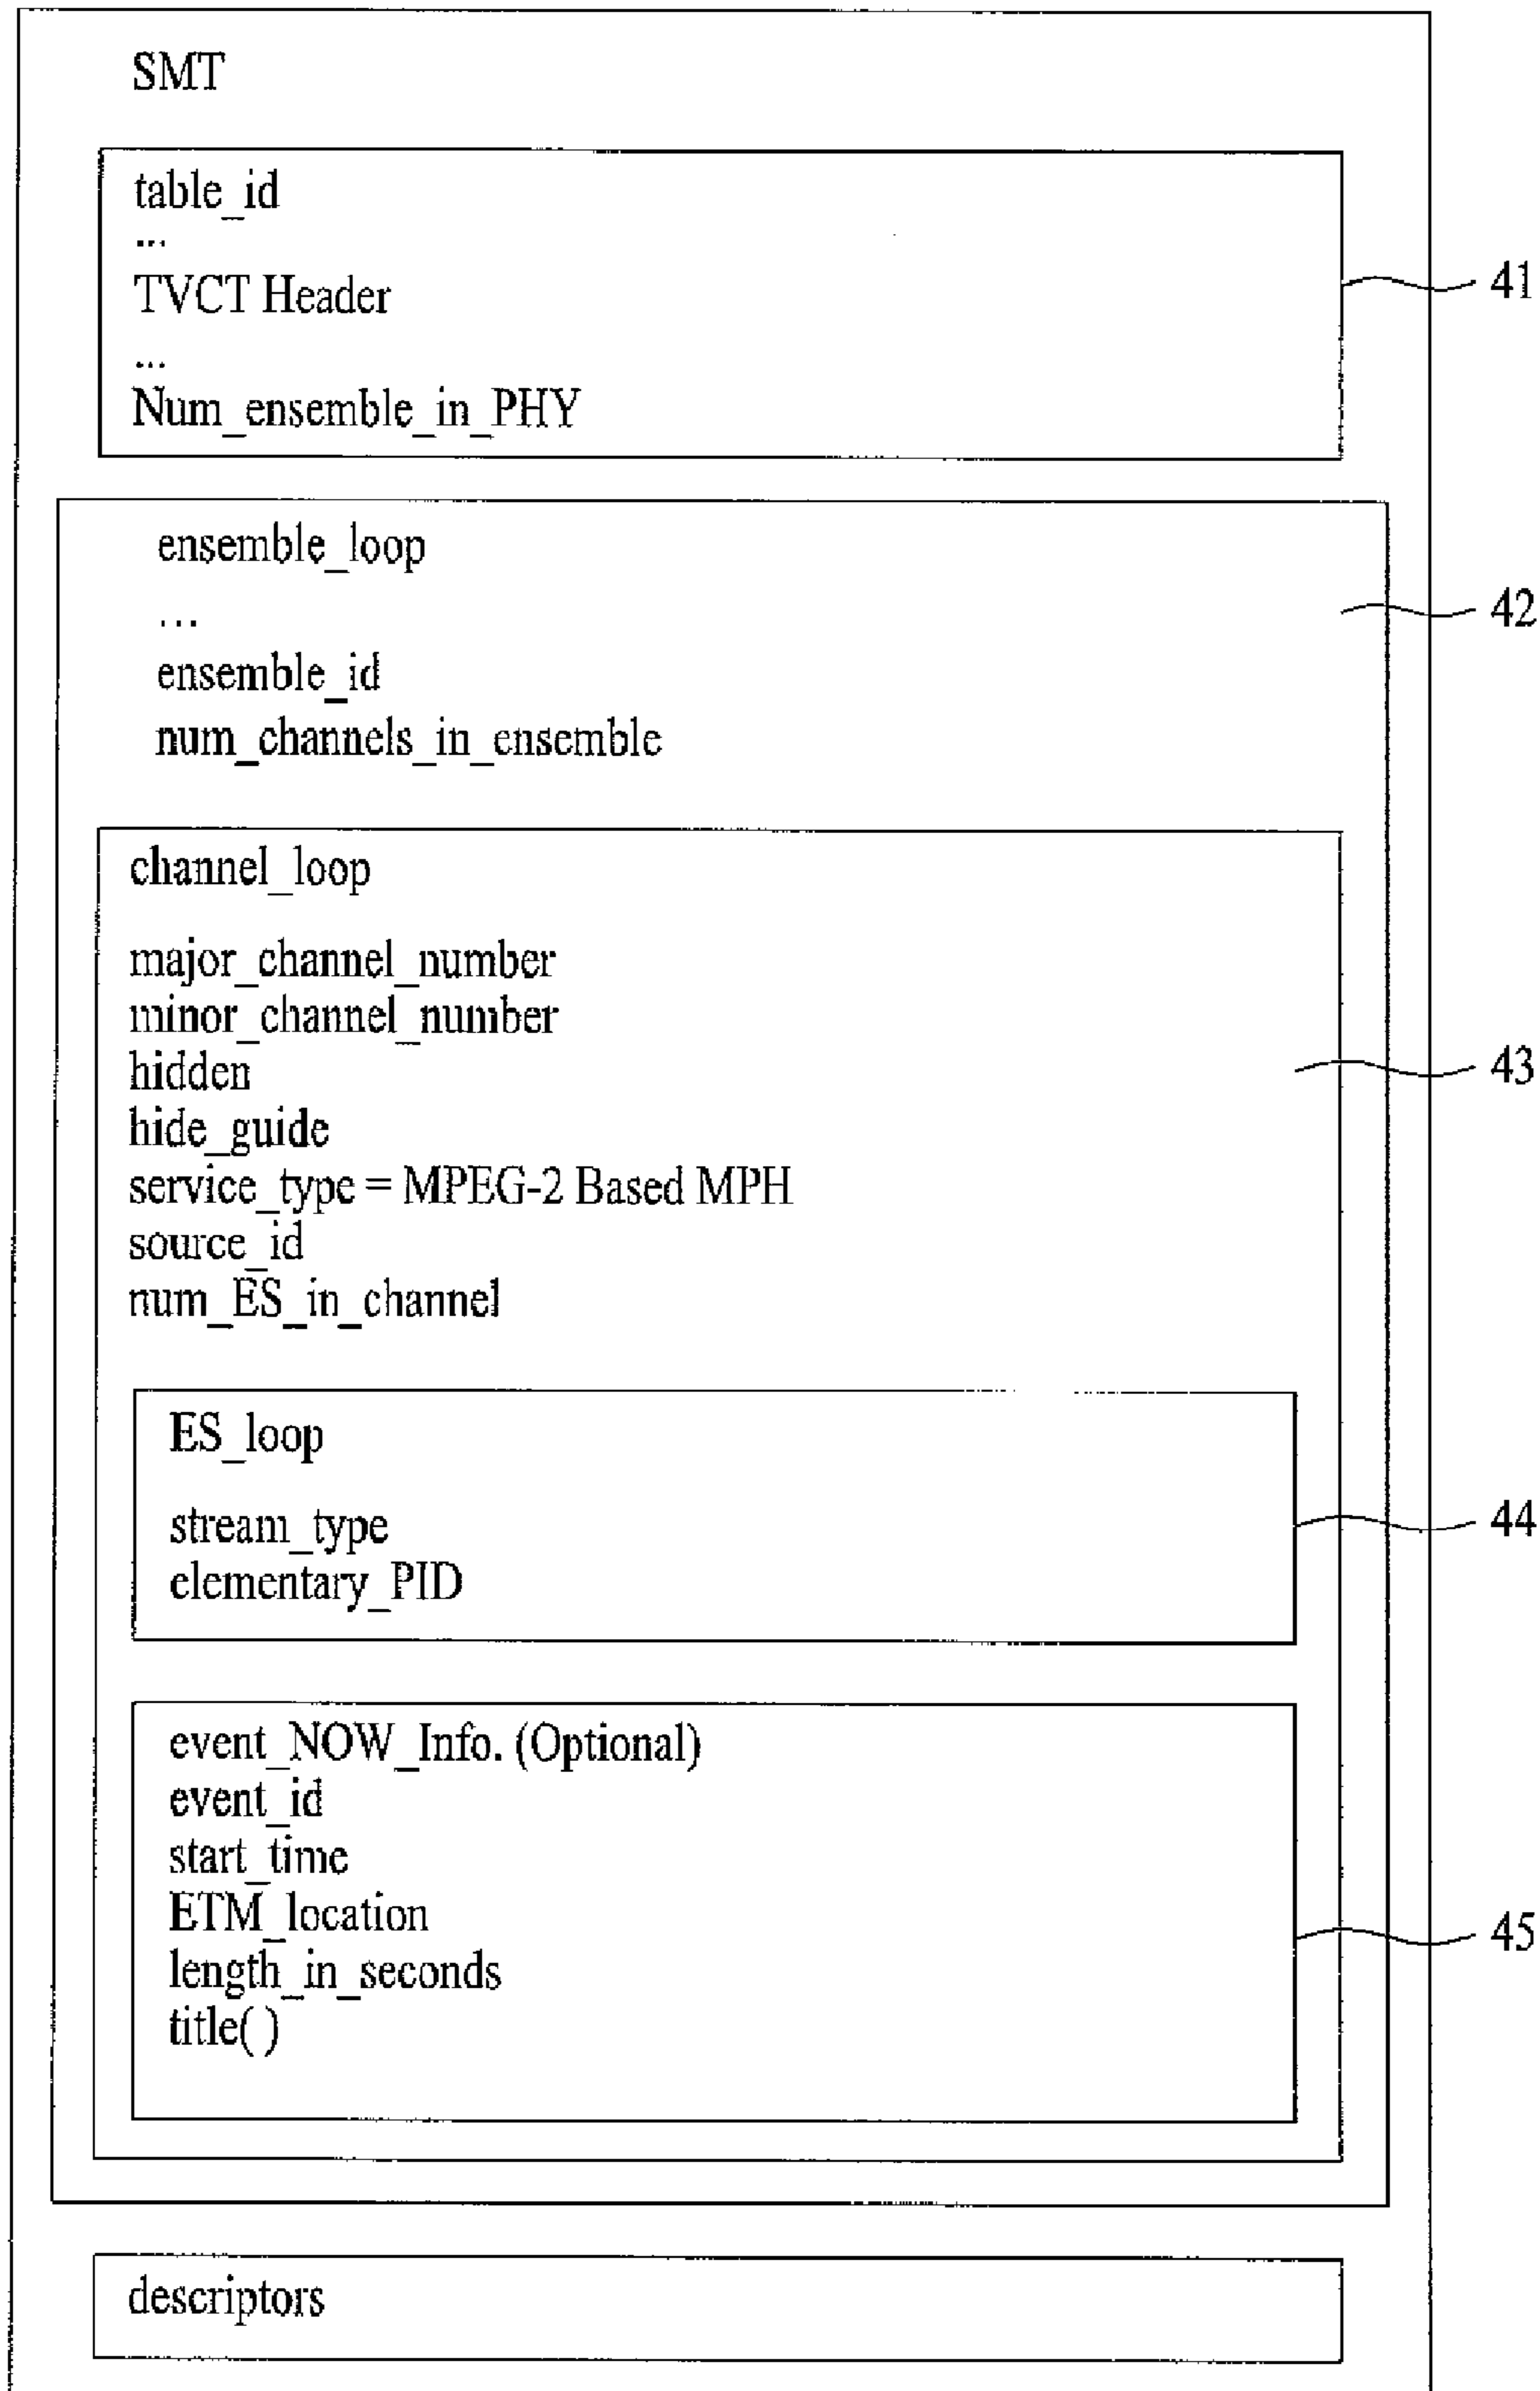 SMT
table_id
...
TVCT Header
...
Num_ensemble_in_PHY
41
ensemble_loop
...
ensemble_id
num_channels_in_ensemble
42
channel_loop
major_channel_number
minor_channel_number
hidden
hide_guide
service_type = MPEG-2 Based MPH
source_id
num_ES_in_channel
43
ES_loop
stream_type
elementary_PID
44
event_NOW_Info. (Optional)
event_id
start_time
ETM_location
length_in_seconds
title( )
45
descriptors